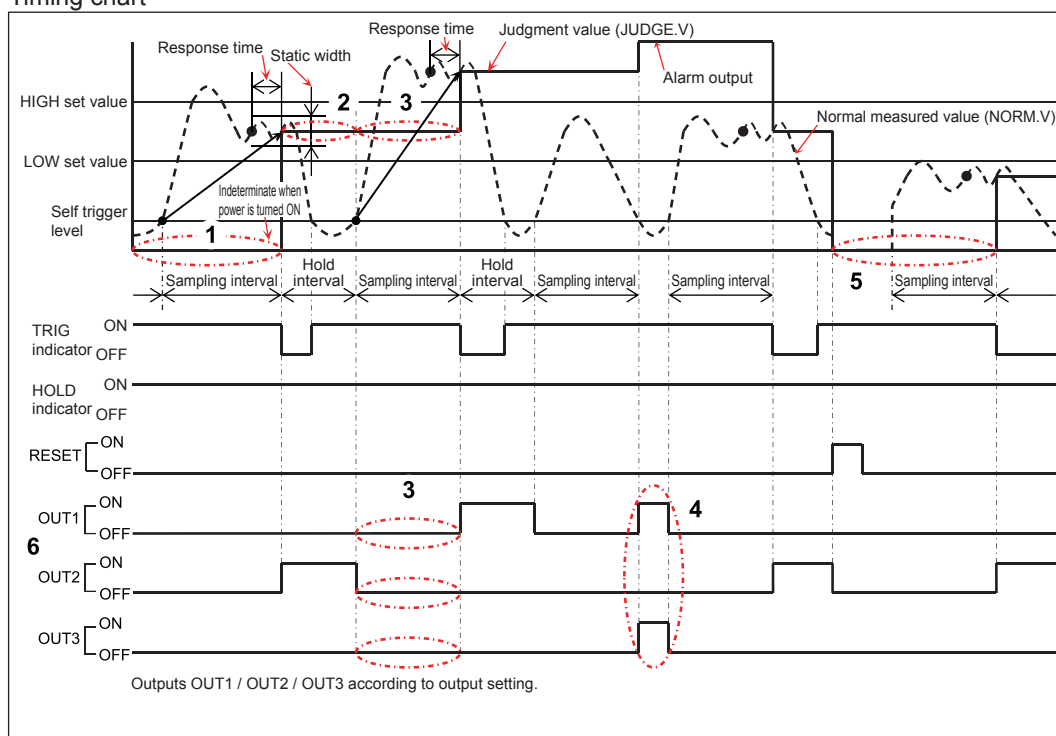 Timing chart
Response time
Static width
Response time
Judgment value (JUDGE.V)
Alarm output
HIGH set value
2
3
Normal measured value (NORM.V)
LOW set value
Indeterminate when
power is turned ON
Self trigger
level
1
Sampling interval
Hold
interval
Sampling interval
Hold
interval
Sampling interval
Sampling interval
5
Sampling interval
TRIG
indicator
ON
OFF
HOLD
indicator
ON
OFF
RESET
ON
OFF
3
4
OUT1
ON
OFF
6
OUT2
ON
OFF
OUT3
ON
OFF
Outputs OUT1 / OUT2 / OUT3 according to output setting.